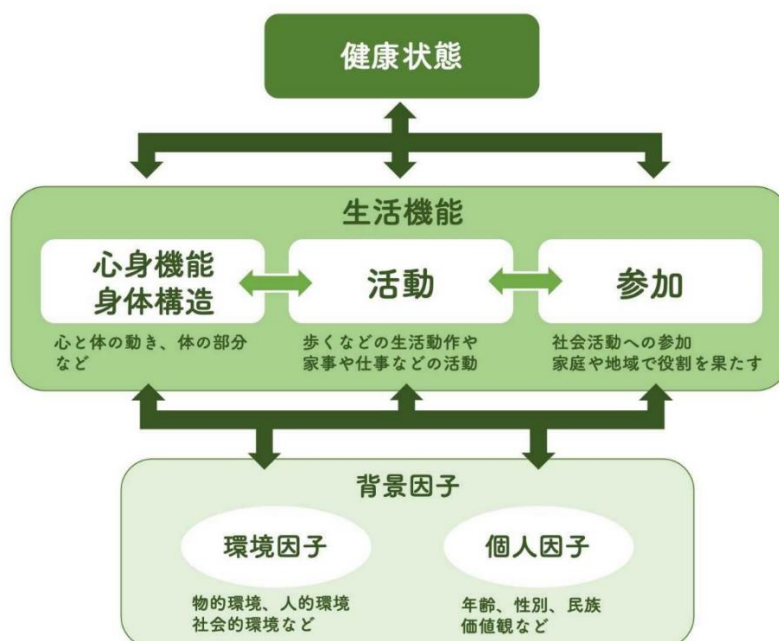 健康状態
生活機能
心身機能
身体構造
活動
参加
心と体の動き、体の部分
など
歩くなどの生活動作や
家事や仕事などの活動
社会活動への参加
家庭や地域で役割を果たす
背景因子
環境因子
個人因子
物的環境、人的環境
社会的環境など
年齢、性別、民族
価値観など